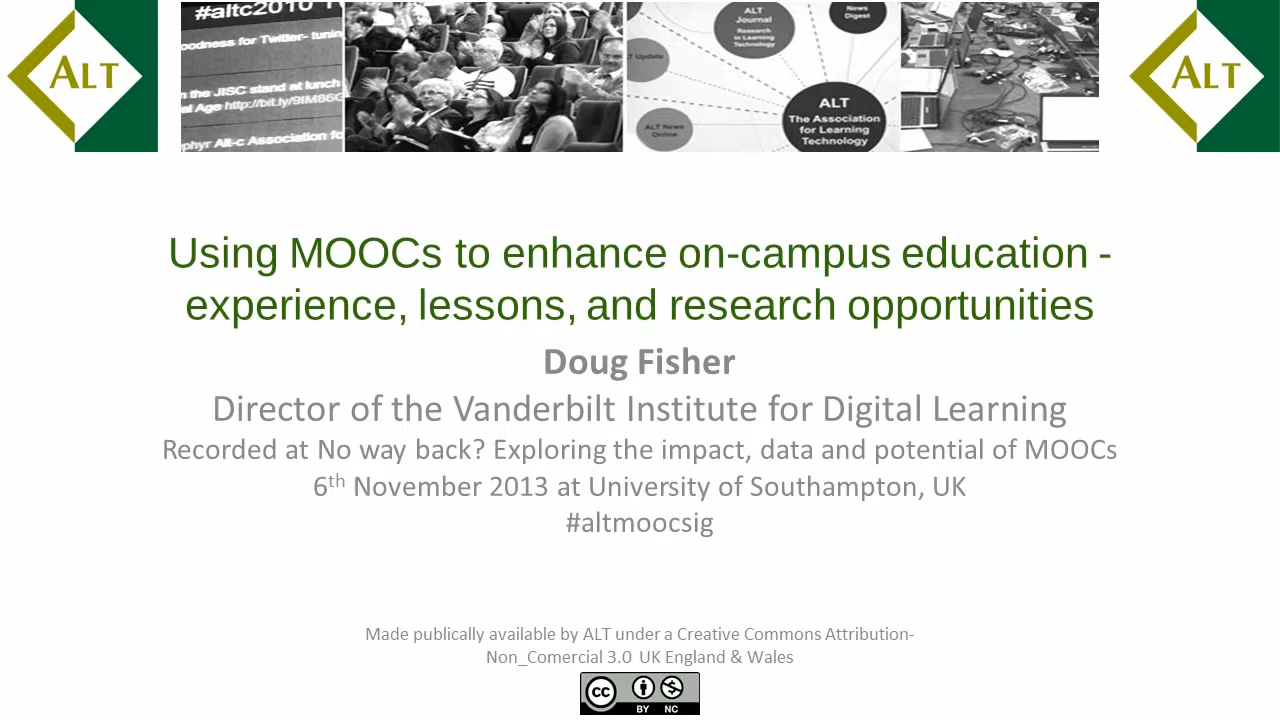 #altc2010
ALT
oodness for Twitter- tunin
n the JISC stand at lunch
al Age http://bit.ly/9IM86G
phyr Alt-c Association fo
ALT
Journal
Research
in Learning
Technology
News
Digest
T Update
ALT News
Online
ALT
The Association
for Learning
Technology
ALT
Using MOOCs to enhance on-campus education -
experience, lessons, and research opportunities
Doug Fisher
Director of the Vanderbilt Institute for Digital Learning
Recorded at No way back? Exploring the impact, data and potential of MOOCs
6th November 2013 at University of Southampton, UK
#altmoocsig
Made publically available by ALT under a Creative Commons Attribution-
Non_Comercial 3.0 UK England & Wales
cc
BY NC